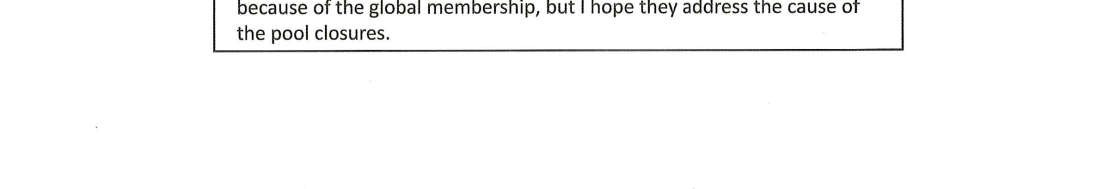 because of the global membership, but I hope they address the cause of
the pool closures.